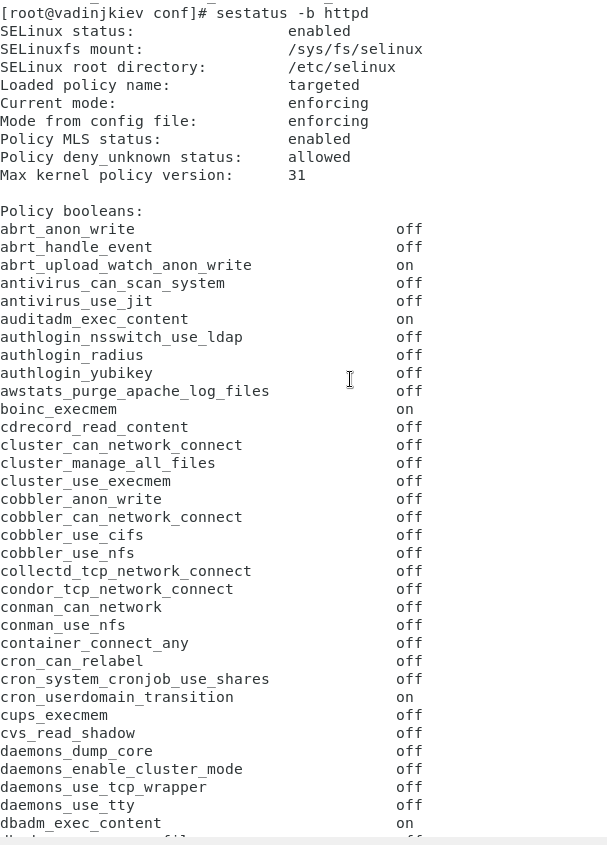 [root@vadinjkiev conf]# sestatus -b httpd
SELinux status: enabled
SELinuxfs mount: /sys/fs/selinux
SELinux root directory: /etc/selinux
Loaded policy name: targeted
Current mode: enforcing
Mode from config file: enforcing
Policy MLS status: enabled
Policy deny_unknown status: allowed
Max kernel policy version: 31
Policy booleans:
abrt_anon_write off
abrt_handle_event off
abrt_upload_watch_anon_write on
antivirus_can_scan_system off
antivirus_use_jit off
auditadm_exec_content on
authlogin_nsswitch_use_ldap off
authlogin_radius off
authlogin_yubikey off
awstats_purge_apache_log_files off
boinc_execmem on
cdrecord_read_content off
cluster_can_network_connect off
cluster_manage_all_files off
cluster_use_execmem off
cobbler_anon_write off
cobbler_can_network_connect off
cobbler_use_cifs off
cobbler_use_nfs off
collectd_tcp_network_connect off
condor_tcp_network_connect off
conman_can_network off
conman_use_nfs off
container_connect_any off
cron_can_relabel off
cron_system_cronjob_use_shares off
cron_userdomain_transition on
cups_execmem off
cvs_read_shadow off
daemons_dump_core off
daemons_enable_cluster_mode off
daemons_use_tcp_wrapper off
daemons_use_tty off
dbadm_exec_content on